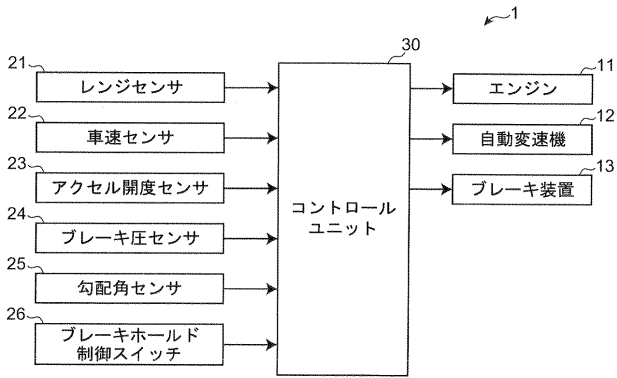 1
30
21
レンジセンサ
22
車速センサ
23
アクセル開度センサ
24
ブレーキ圧センサ
25
勾配角センサ
26
ブレーキホールド
制御スイッチ
コントロール
ユニット
11
エンジン
12
自動変速機
13
ブレーキ装置